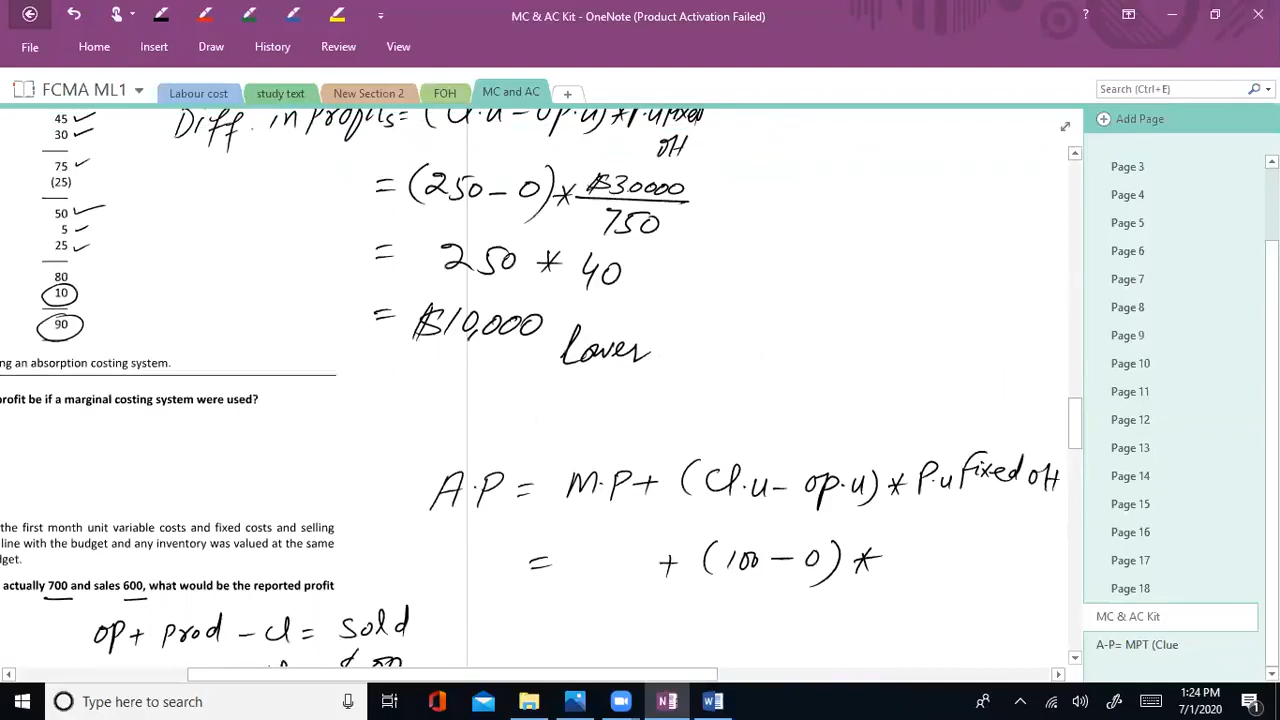 MC & AC Kit - OneNote (Product Activation Failed)
File Home Insert Draw History Review View
FCMA ML1 Labour cost study text New Section 2 FOH MC and AC
Search (Ctrl+E)
Add Page
Page 3
Page 4
Page 5
Page 6
Page 7
Page 8
Page 9
Page 10
Page 11
Page 12
Page 13
Page 14
Page 15
Page 16
Page 17
Page 18
MC & AC Kit
A-P= MPT (Clue
45
30
75
(25)
50
5
25
80
10
90
ng an absorption costing system.
profit be if a marginal costing system were used?
the first month unit variable costs and fixed costs and selling
line with the budget and any inventory was valued at the same
dget.
actually 700 and sales 600, what would be the reported profit
Diff. in Profits = (Cl.u - op.u) * P.u fixed
OH
= (250 - 0) * $30000
750
= 250 * 40
= $10,000 Lower
A.P = M.P + (Cl.u - op.u) * P.u Fixed OH
= + (100 - 0) *
op + prod - cl = sold
Type here to search
1:24 PM
7/1/2020